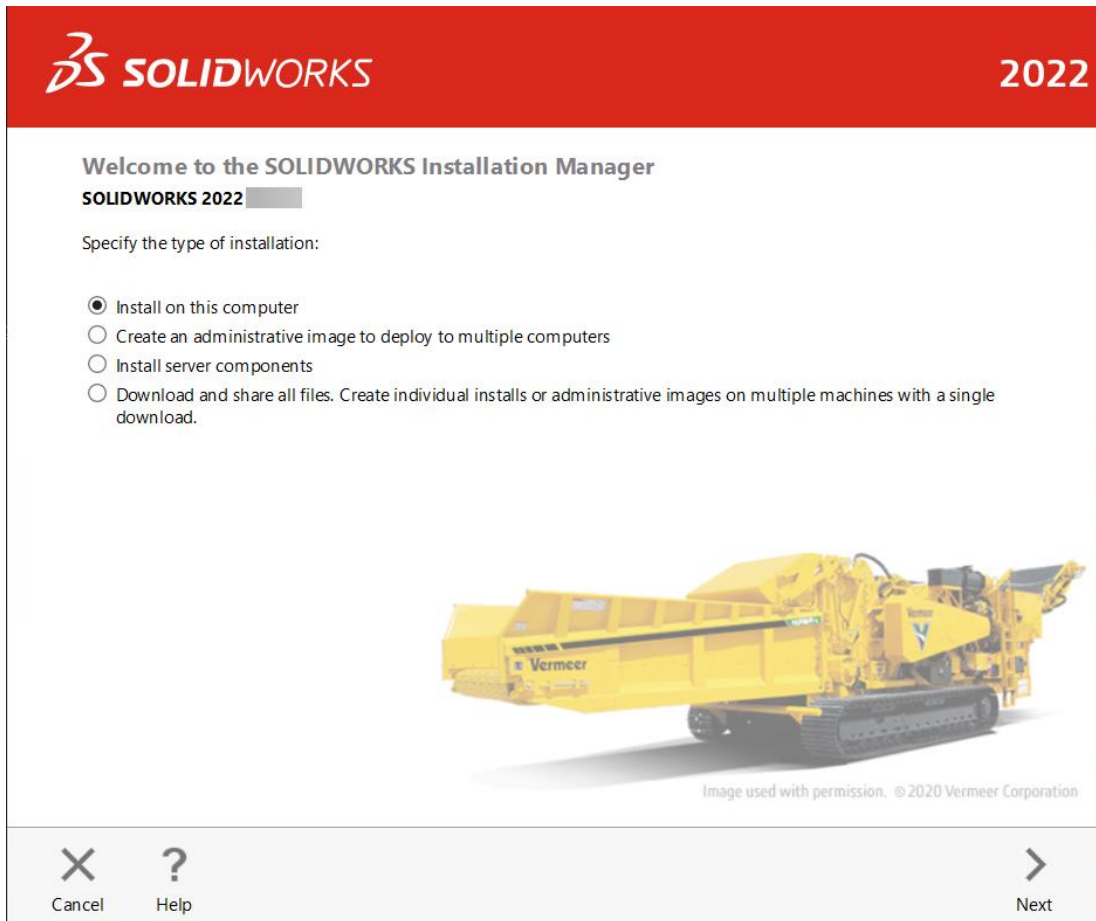 DS SOLIDWORKS
2022
Welcome to the SOLIDWORKS Installation Manager
SOLIDWORKS 2022
Specify the type of installation:
Install on this computer
Create an administrative image to deploy to multiple computers
Install server components
Download and share all files. Create individual installs or administrative images on multiple machines with a single
download.
Vermeer
Vermeer
Image used with permission. © 2020 Vermeer Corporation
Cancel
Help
Next